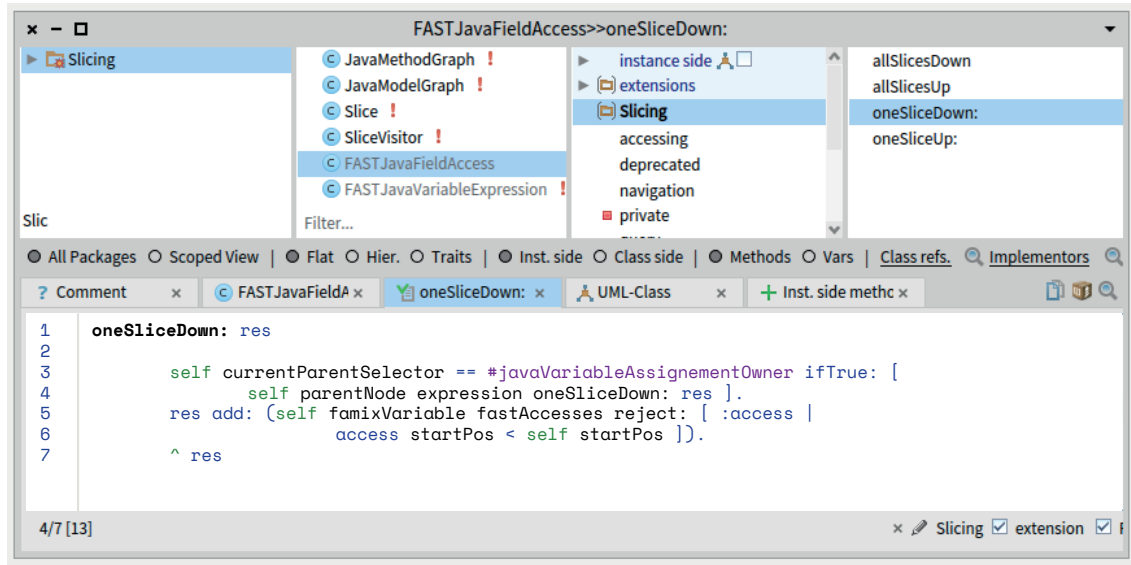 FASTJavaFieldAccess>>oneSliceDown:
Slicing
Slic
JavaMethodGraph !
JavaModelGraph !
Slice !
SliceVisitor !
FASTJavaFieldAccess
FASTJavaVariableExpression !
Filter...
instance side
extensions
Slicing
accessing
deprecated
navigation
private
query
allSlicesDown
allSlicesUp
oneSliceDown:
oneSliceUp:
All Packages Scoped View | Flat Hier. Traits | Inst. side Class side | Methods Vars | Class refs. Implementors
? Comment × FASTJavaFieldA × oneSliceDown: × UML-Class × Inst. side methc ×
1 oneSliceDown: res
2
3 self currentParentSelector == #javaVariableAssignementOwner ifTrue: [
4 self parentNode expression oneSliceDown: res ].
5 res add: (self famixVariable fastAccesses reject: [ :access |
6 access startPos < self startPos ]).
7 ^ res
4/7 [13] × Slicing extension F